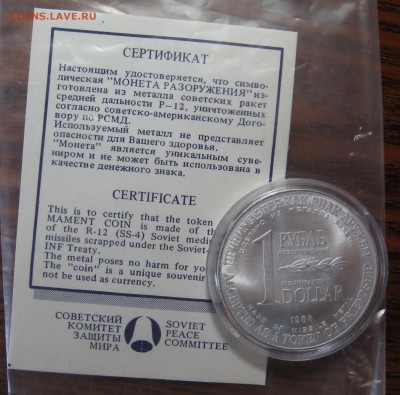 COINS.LAVE.RU
СЕРТИФИКАТ
Настоящим удостоверяется, что симво-
лическая "МОНЕТА РАЗОРУЖЕНИЯ" из-
готовлена из металла советских ракет
средней дальности Р-12, уничтоженных
согласно советско-американскому Дого-
вору по РСМД.
Используемый металл не представляет
опасности для Вашего здоровья.
"Монета" является уникальным суве-
ниром и не может быть использована в
качестве денежного знака.
CERTIFICATE
This is to certify that the token
MAMENT COIN is made of the
of the R-12 (SS-4) Soviet medi
missiles scrapped under the Soviet-
INF Treaty.
The metal poses no harm for you
The "coin" is a unique souvenir
not be used as currency.
СОВЕТСКИЙ
КОМИТЕТ
ЗАЩИТЫ
МИРА
SOVIET
PEACE
COMMITTEE
1 РУБЛЬ
DOLLAR
1988